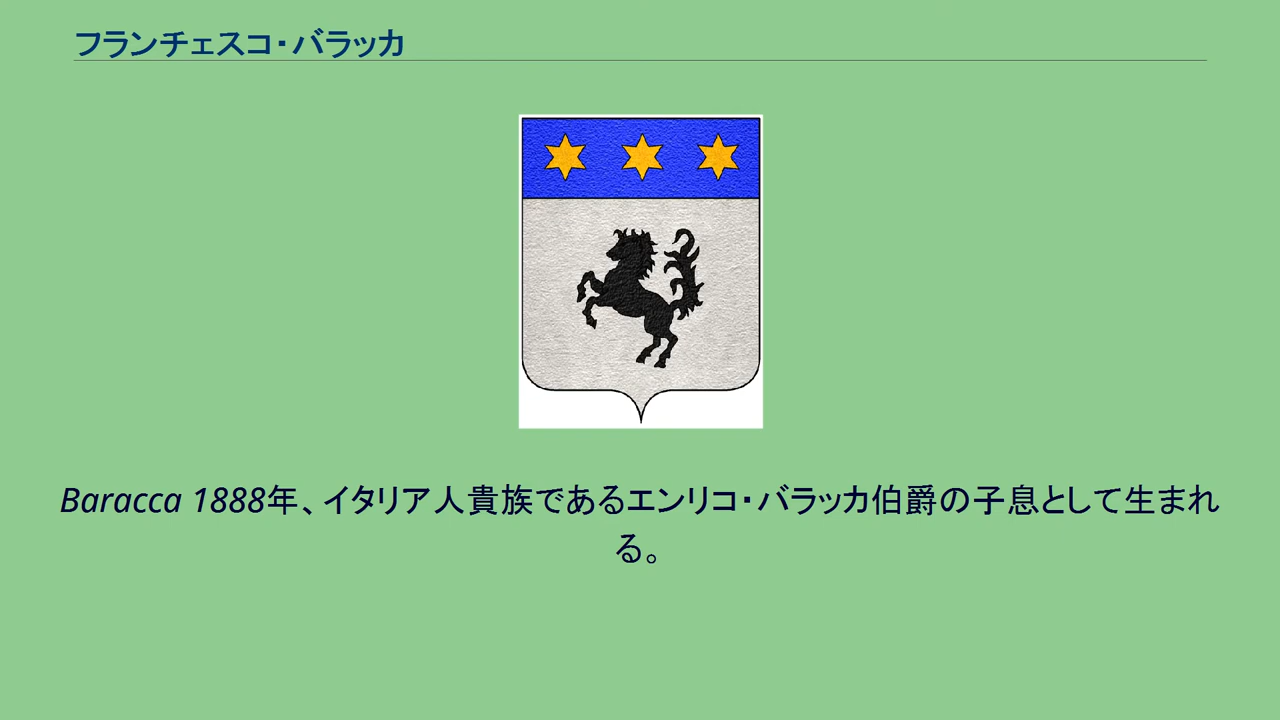 フランチェスコ・バラッカ
Baracca 1888年、イタリア人貴族であるエンリコ・バラッカ伯爵の子息として生まれ
る。